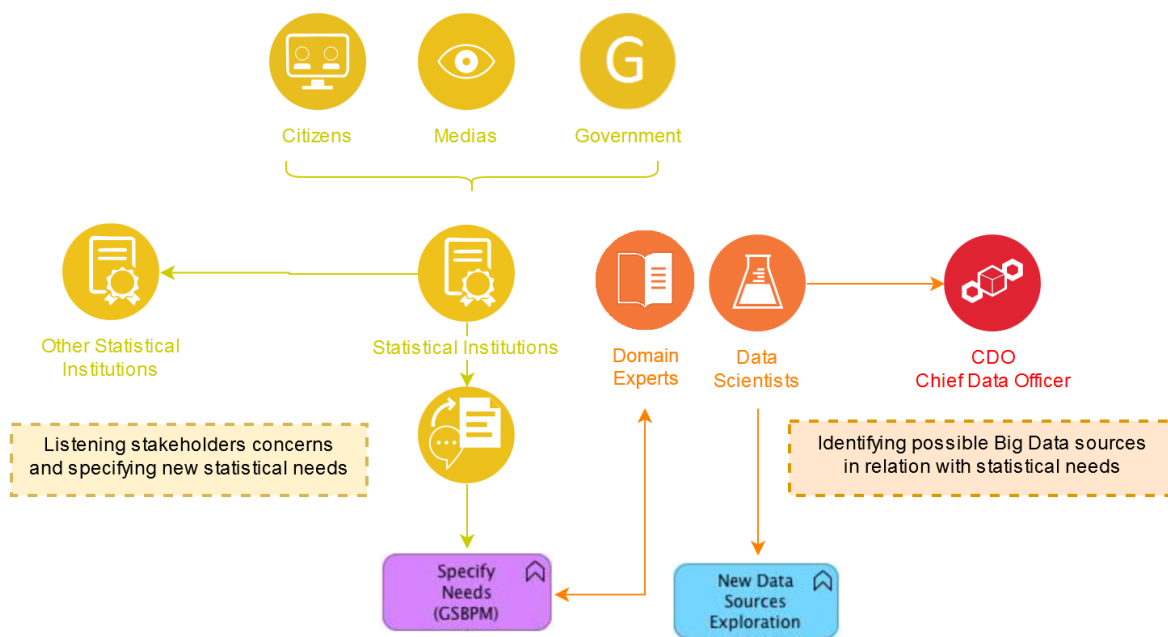 G
Citizens
Medias
Government
Other Statistical
Institutions
Statistical Institutions
Domain
Experts
Data
Scientists
CDO
Chief Data Officer
Listening stakeholders concerns
and specifying new statistical needs
Identifying possible Big Data sources
in relation with statistical needs
Specify
Needs
(GSBPM)
New Data
Sources
Exploration